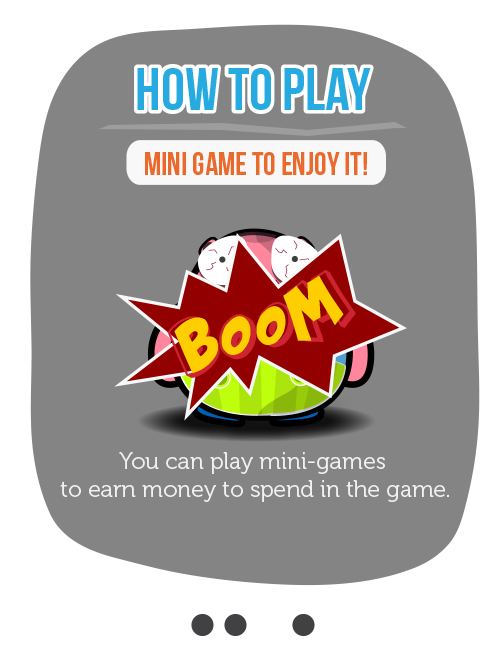 HOW TO PLAY
MINI GAME TO ENJOY IT!
BOOM
You can play mini-games
to earn money to spend in the game.